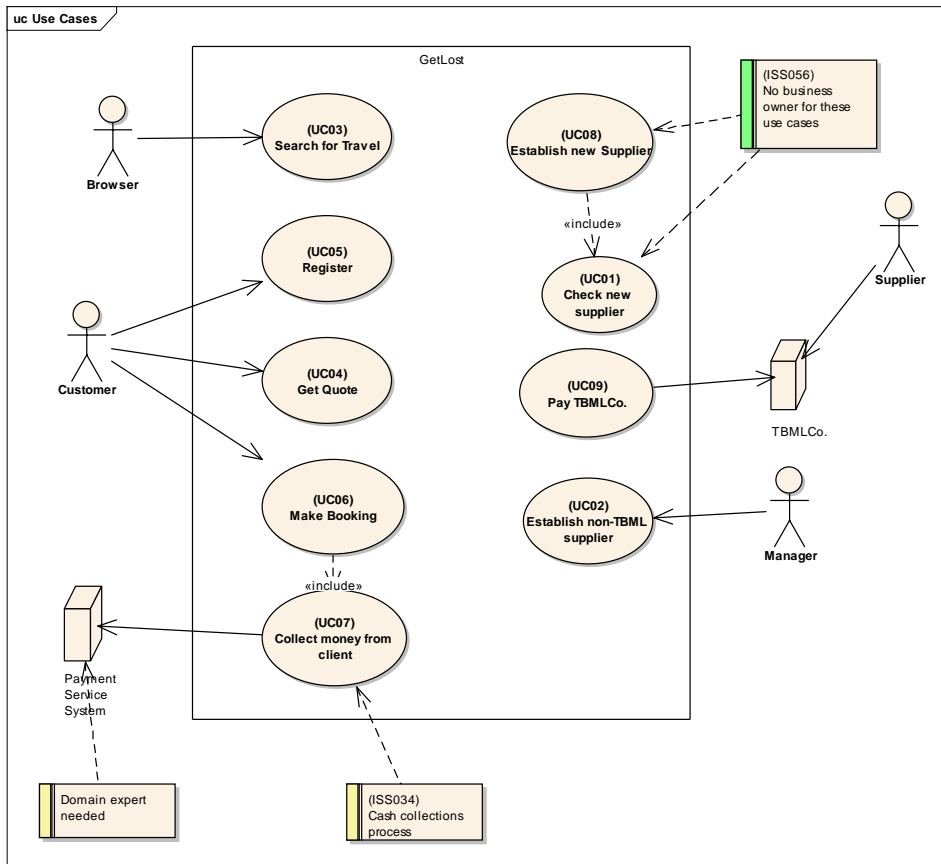 uc Use Cases
GetLost
(UC03)
Search for Travel
Browser
(UC05)
Register
Customer
(UC04)
Get Quote
(UC06)
Make Booking
«include»
(UC07)
Collect money from
client
Payment
Service
System
Domain expert
needed
(ISS034)
Cash collections
process
(UC08)
Establish new Supplier
«include»
(UC01)
Check new
supplier
(UC09)
Pay TBMLCo.
(UC02)
Establish non-TBML
supplier
(ISS056)
No business
owner for these
use cases
Supplier
TBMLCo.
Manager